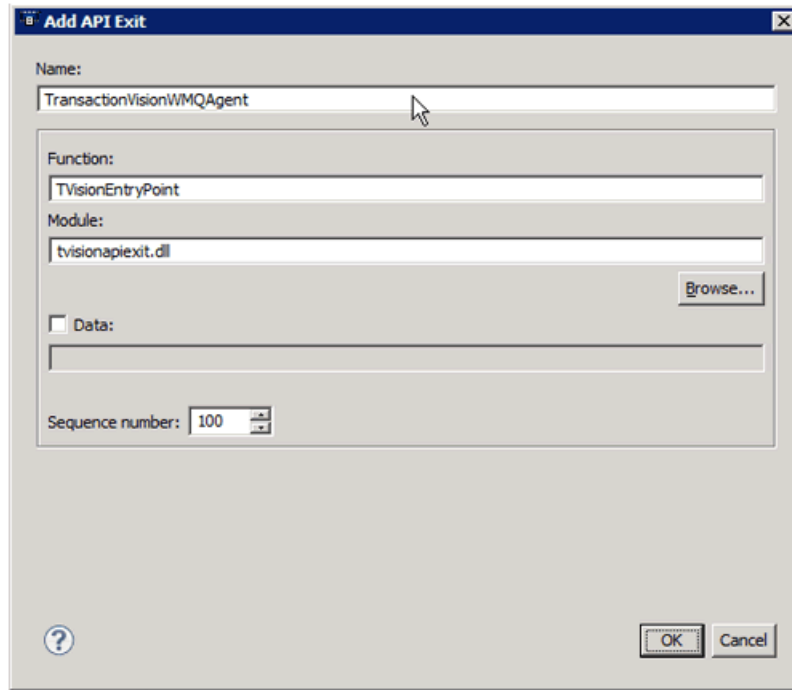 Add API Exit
Name:
TransactionVisionWMQAgent
Function:
TVisionEntryPoint
Module:
tvisionapiexit.dll
Browse...
Data:
Sequence number: 100
? OK Cancel